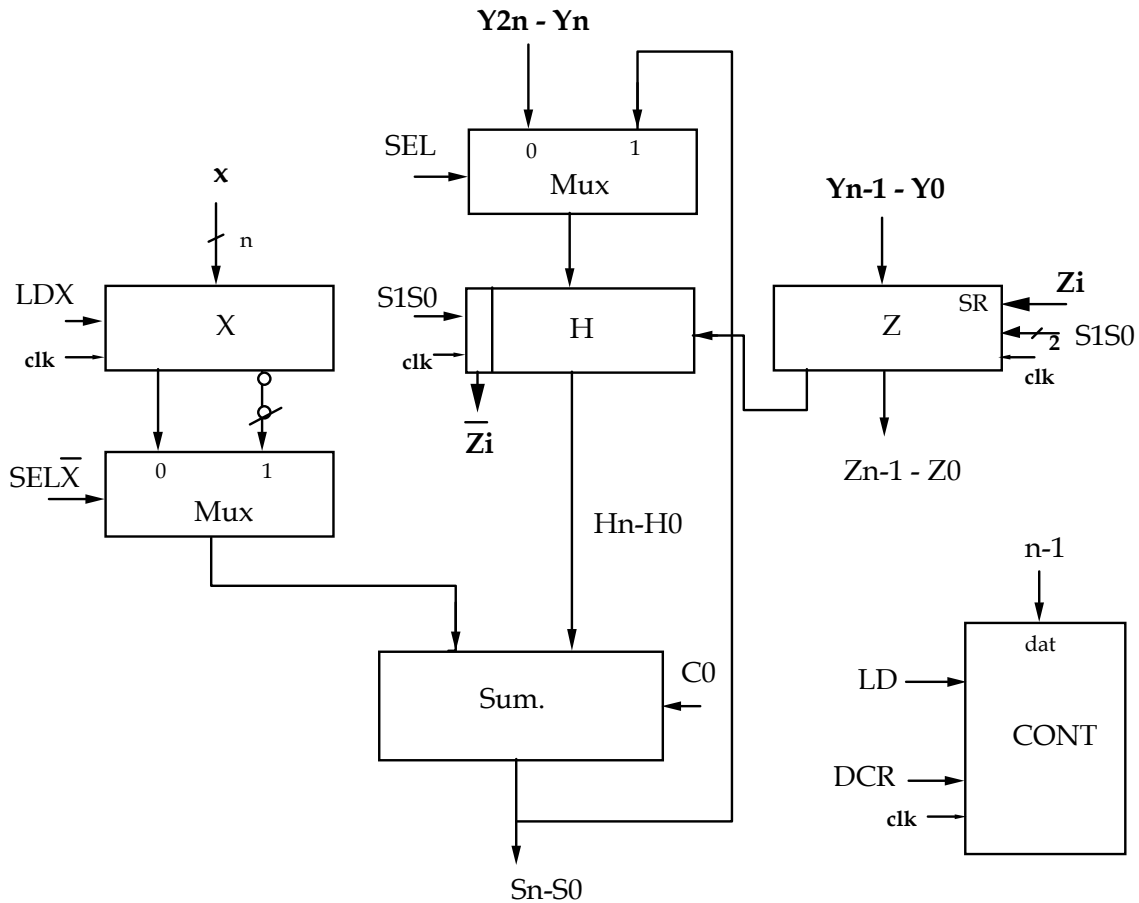 Y2n - Yn
SEL
0
1
Mux
x
n
Yn-1 - Y0
LDX
X
clk
S1S0
H
clk
Z̅i
SR
Z
Zi
2
S1S0
clk
SELX̅
0
1
Mux
Hn-H0
Zn-1 - Z0
n-1
Sum.
C0
dat
LD
CONT
DCR
clk
Sn-S0